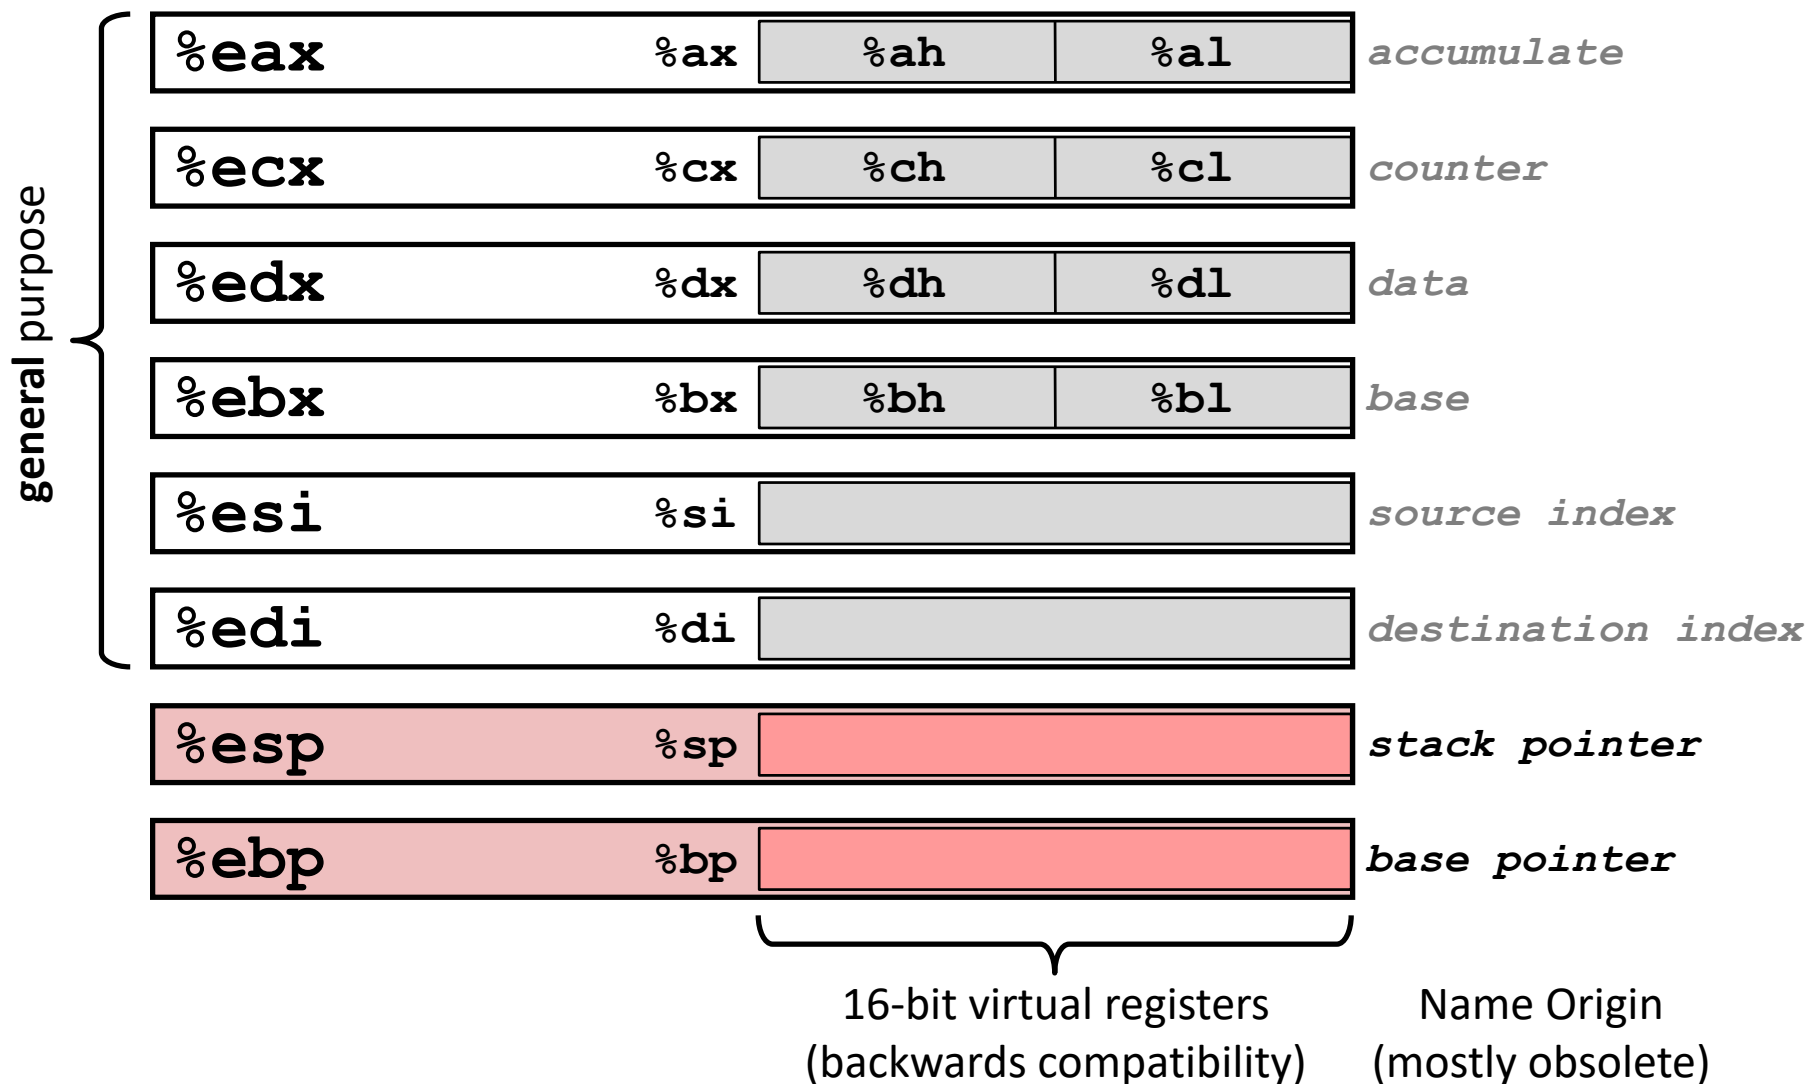 general purpose
%eax %ax %ah %al accumulate
%ecx %cx %ch %cl counter
%edx %dx %dh %dl data
%ebx %bx %bh %bl base
%esi %si source index
%edi %di destination index
%esp %sp stack pointer
%ebp %bp base pointer
16-bit virtual registers
(backwards compatibility)
Name Origin
(mostly obsolete)